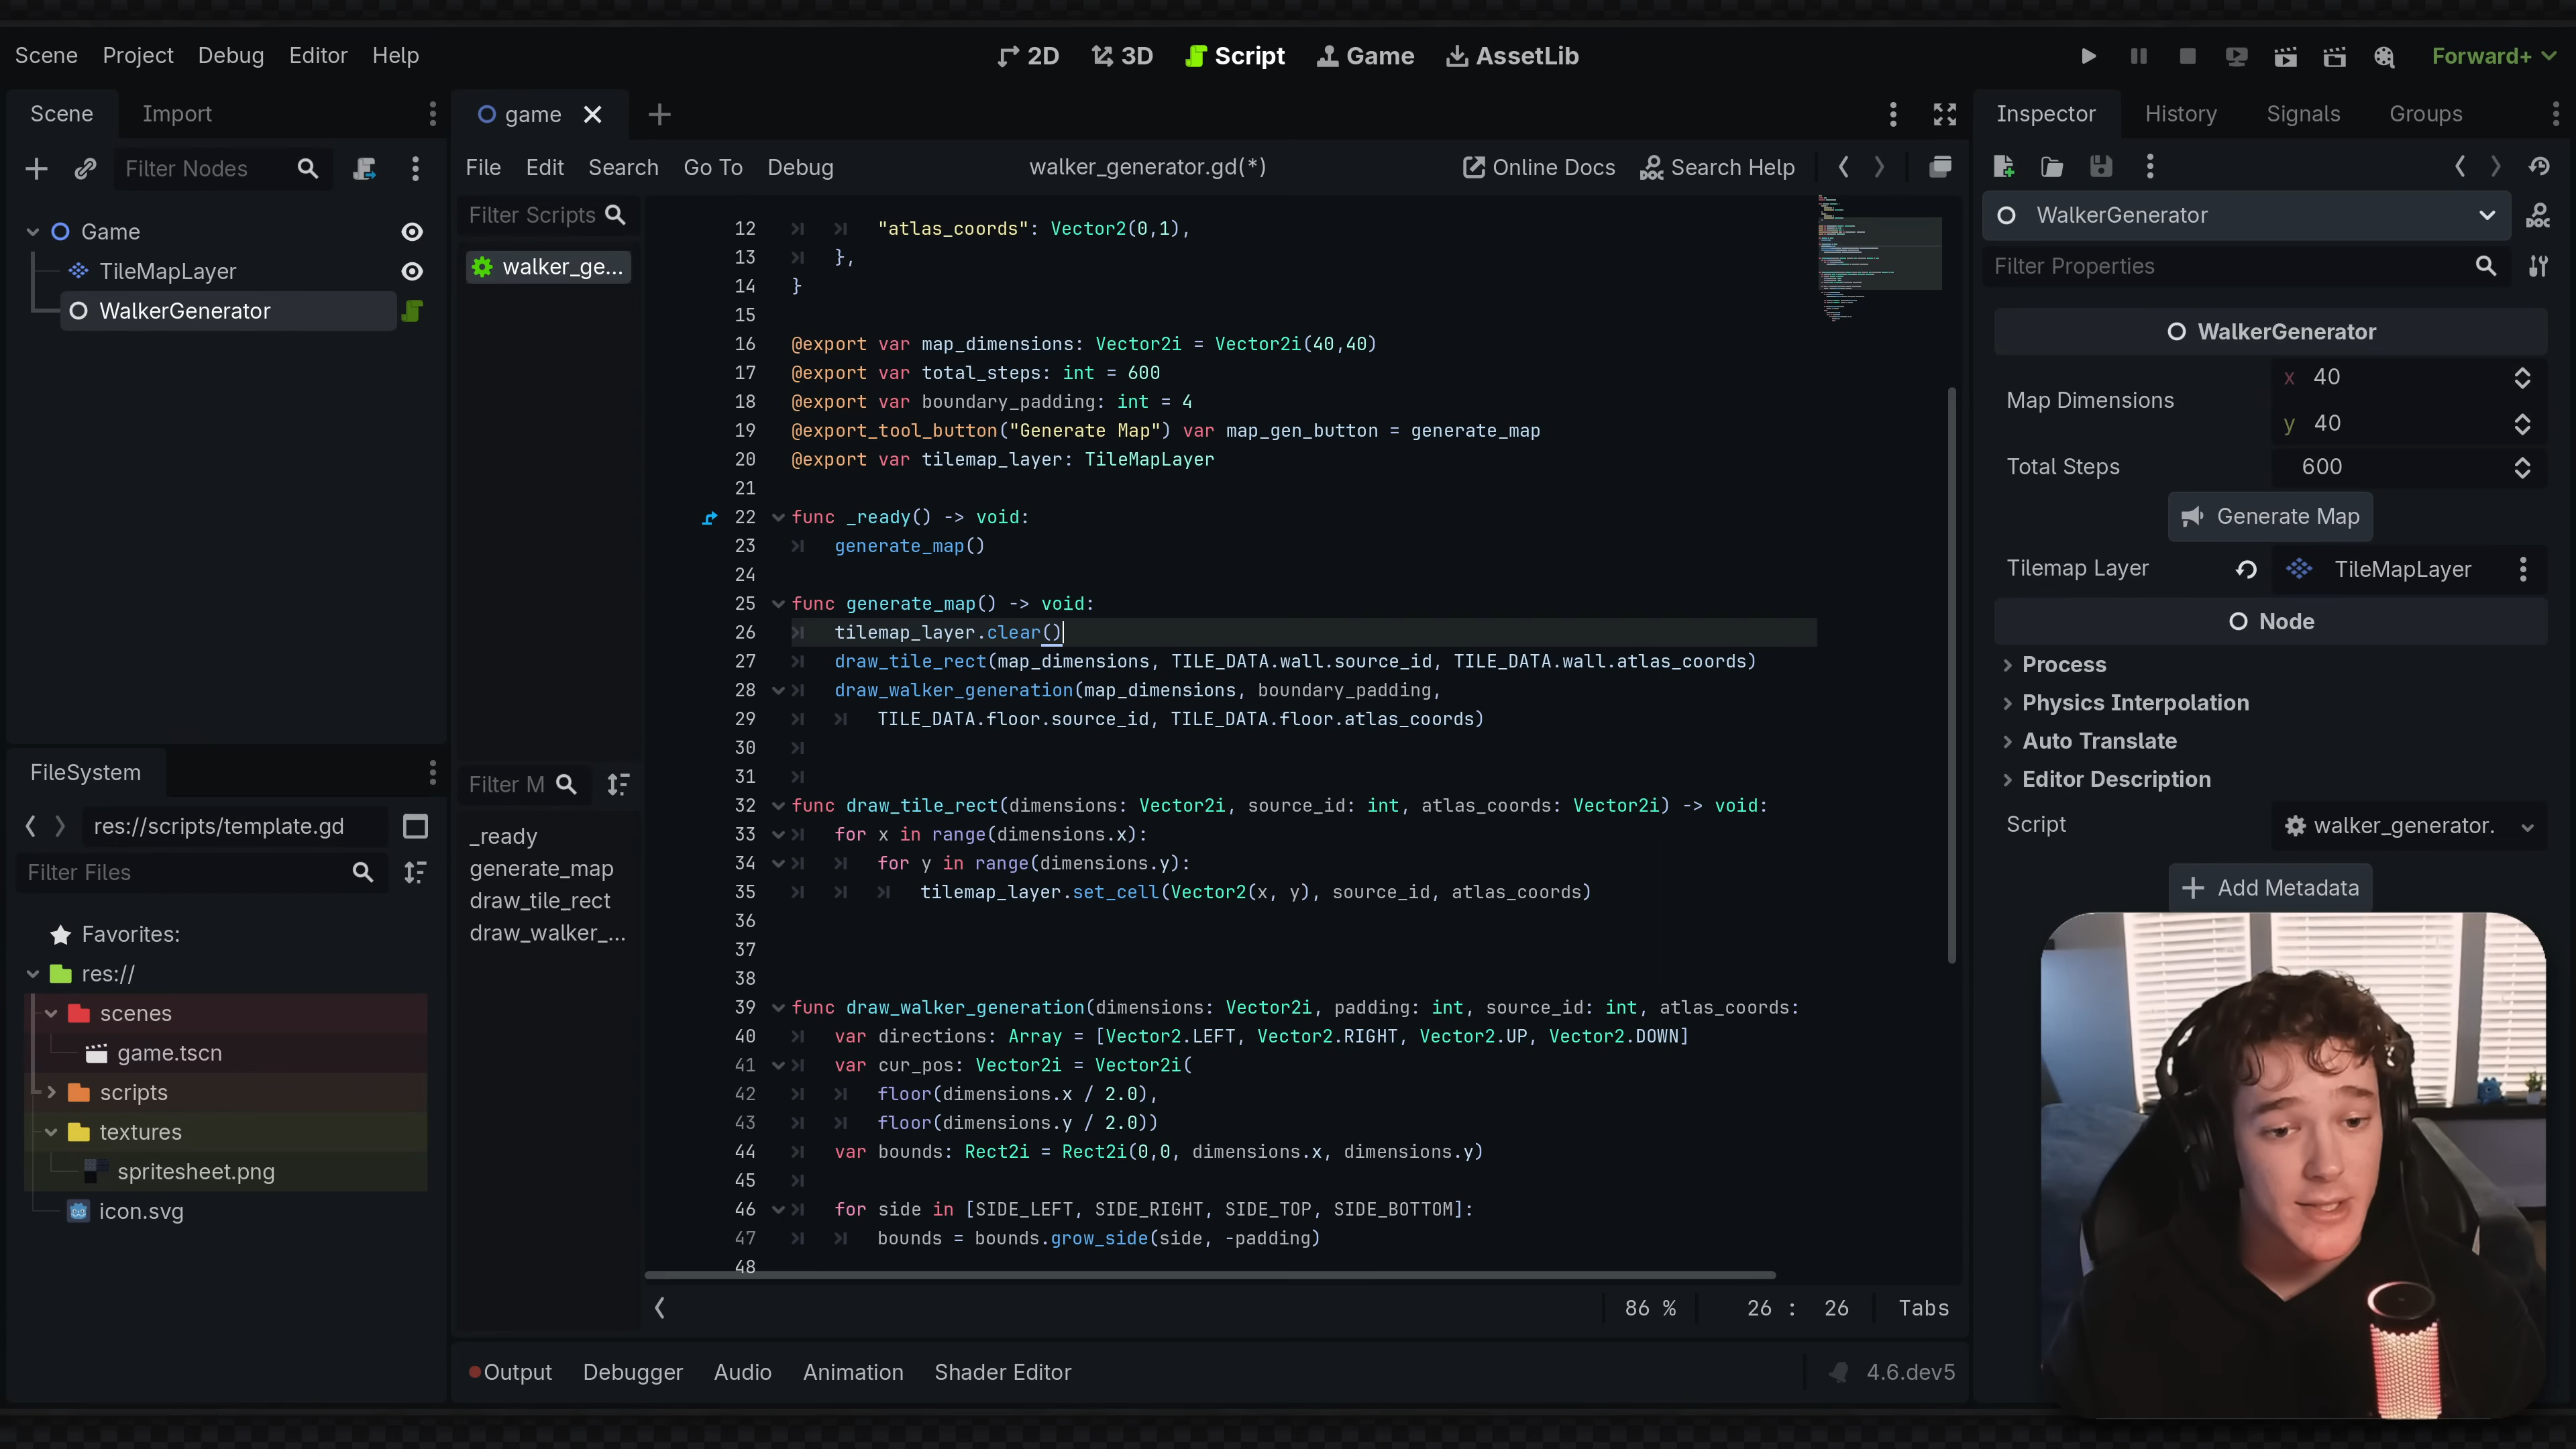 Scene Project Debug Editor Help
2D 3D Script Game AssetLib
Forward+
Scene Import
Filter Nodes
Game
TileMapLayer
WalkerGenerator
FileSystem
res://scripts/template.gd
Filter Files
Favorites:
res://
scenes
game.tscn
scripts
textures
spritesheet.png
icon.svg
game
File Edit Search Go To Debug
walker_generator.gd(*)
Online Docs Search Help
Filter Scripts
walker_ge...
Filter M
_ready
generate_map
draw_tile_rect
draw_walker_...
12 "atlas_coords": Vector2(0,1),
13 },
14 }
15
16 @export var map_dimensions: Vector2i = Vector2i(40,40)
17 @export var total_steps: int = 600
18 @export var boundary_padding: int = 4
19 @export_tool_button("Generate Map") var map_gen_button = generate_map
20 @export var tilemap_layer: TileMapLayer
21
22 func _ready() -> void:
23 generate_map()
24
25 func generate_map() -> void:
26 tilemap_layer.clear()
27 draw_tile_rect(map_dimensions, TILE_DATA.wall.source_id, TILE_DATA.wall.atlas_coords)
28 draw_walker_generation(map_dimensions, boundary_padding,
29 TILE_DATA.floor.source_id, TILE_DATA.floor.atlas_coords)
30
31
32 func draw_tile_rect(dimensions: Vector2i, source_id: int, atlas_coords: Vector2i) -> void:
33 for x in range(dimensions.x):
34 for y in range(dimensions.y):
35 tilemap_layer.set_cell(Vector2(x, y), source_id, atlas_coords)
36
37
38
39 func draw_walker_generation(dimensions: Vector2i, padding: int, source_id: int, atlas_coords:
40 var directions: Array = [Vector2.LEFT, Vector2.RIGHT, Vector2.UP, Vector2.DOWN]
41 var cur_pos: Vector2i = Vector2i(
42 floor(dimensions.x / 2.0),
43 floor(dimensions.y / 2.0))
44 var bounds: Rect2i = Rect2i(0,0, dimensions.x, dimensions.y)
45
46 for side in [SIDE_LEFT, SIDE_RIGHT, SIDE_TOP, SIDE_BOTTOM]:
47 bounds = bounds.grow_side(side, -padding)
48
86 % 26 : 26 Tabs
Output Debugger Audio Animation Shader Editor
4.6.dev5
Inspector History Signals Groups
WalkerGenerator
DOC
Filter Properties
WalkerGenerator
Map Dimensions
x 40
y 40
Total Steps 600
Generate Map
Tilemap Layer TileMapLayer
Node
Process
Physics Interpolation
Auto Translate
Editor Description
Script walker_generator.
Add Metadata